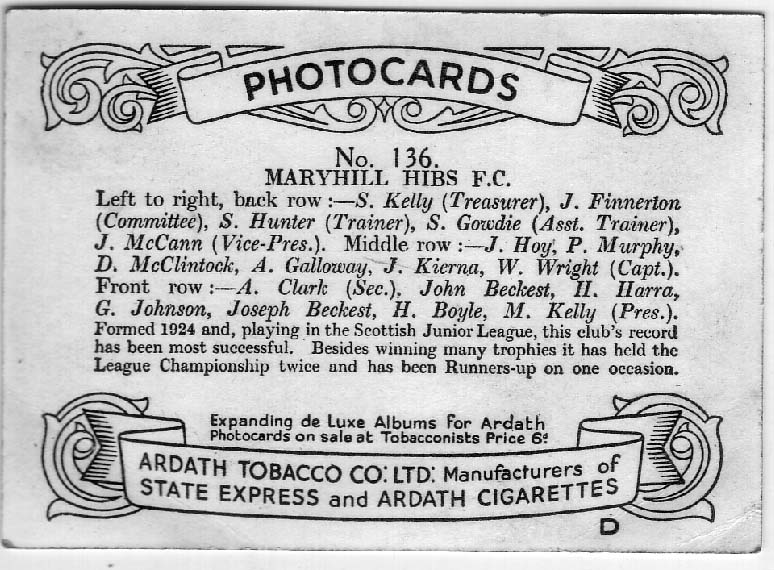 PHOTOCARDS
No. 136.
MARYHILL HIBS F.C.
Left to right, back row :—S. Kelly (Treasurer), J. Finnerton
(Committee), S. Hunter (Trainer), S. Gowdie (Asst. Trainer),
J. McCann (Vice-Pres.). Middle row :—J. Hoy, P. Murphy,
D. McClintock, A. Galloway, J. Kierna, W. Wright (Capt.).
Front row :—A. Clark (Sec.), John Beckest, H. Harra,
G. Johnson, Joseph Beckest, H. Boyle, M. Kelly (Pres.).
Formed 1924 and, playing in the Scottish Junior League, this club's record
has been most successful. Besides winning many trophies it has held the
League Championship twice and has been Runners-up on one occasion.
Expanding de Luxe Albums For Ardath
Photocards on sale at Tobacconists Price 6d
ARDATH TOBACCO CO: LTD: Manufacturers of
STATE EXPRESS and ARDATH CIGARETTES
D